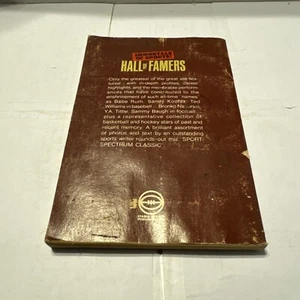 HALL of FAMERS
Only the greatest of the great are fea-
tured with in-depth profiles, career
highlights and the memorable perform-
ances that have contributed to the
enshrinement of such all-time names
as Babe Ruth, Sandy Koufax, Ted
Williams in baseball ... Bronko Na
Y.A. Tittle, Sammy Baugh in football
plus a representative collection of
basketball and hockey stars of past and
recent memory. A brilliant assortment
of photos and text by an outstanding
sports writer rounds-out this SPORT
SPECTRUM CLASSIC